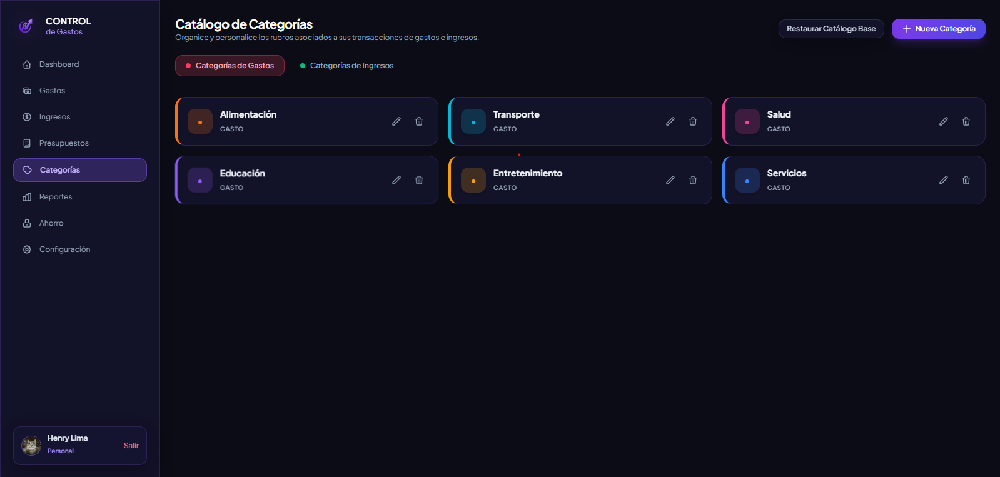 CONTROL
de Gastos
Dashboard
Gastos
Ingresos
Presupuestos
Categorías
Reportes
Ahorro
Configuración
Henry Lima
Personal
Salir
Catálogo de Categorías
Organice y personalice los rubros asociados a sus transacciones de gastos e ingresos.
Restaurar Catálogo Base
Nueva Categoría
Categorías de Gastos
Categorías de Ingresos
Alimentación
GASTO
Transporte
GASTO
Salud
GASTO
Educación
GASTO
Entretenimiento
GASTO
Servicios
GASTO